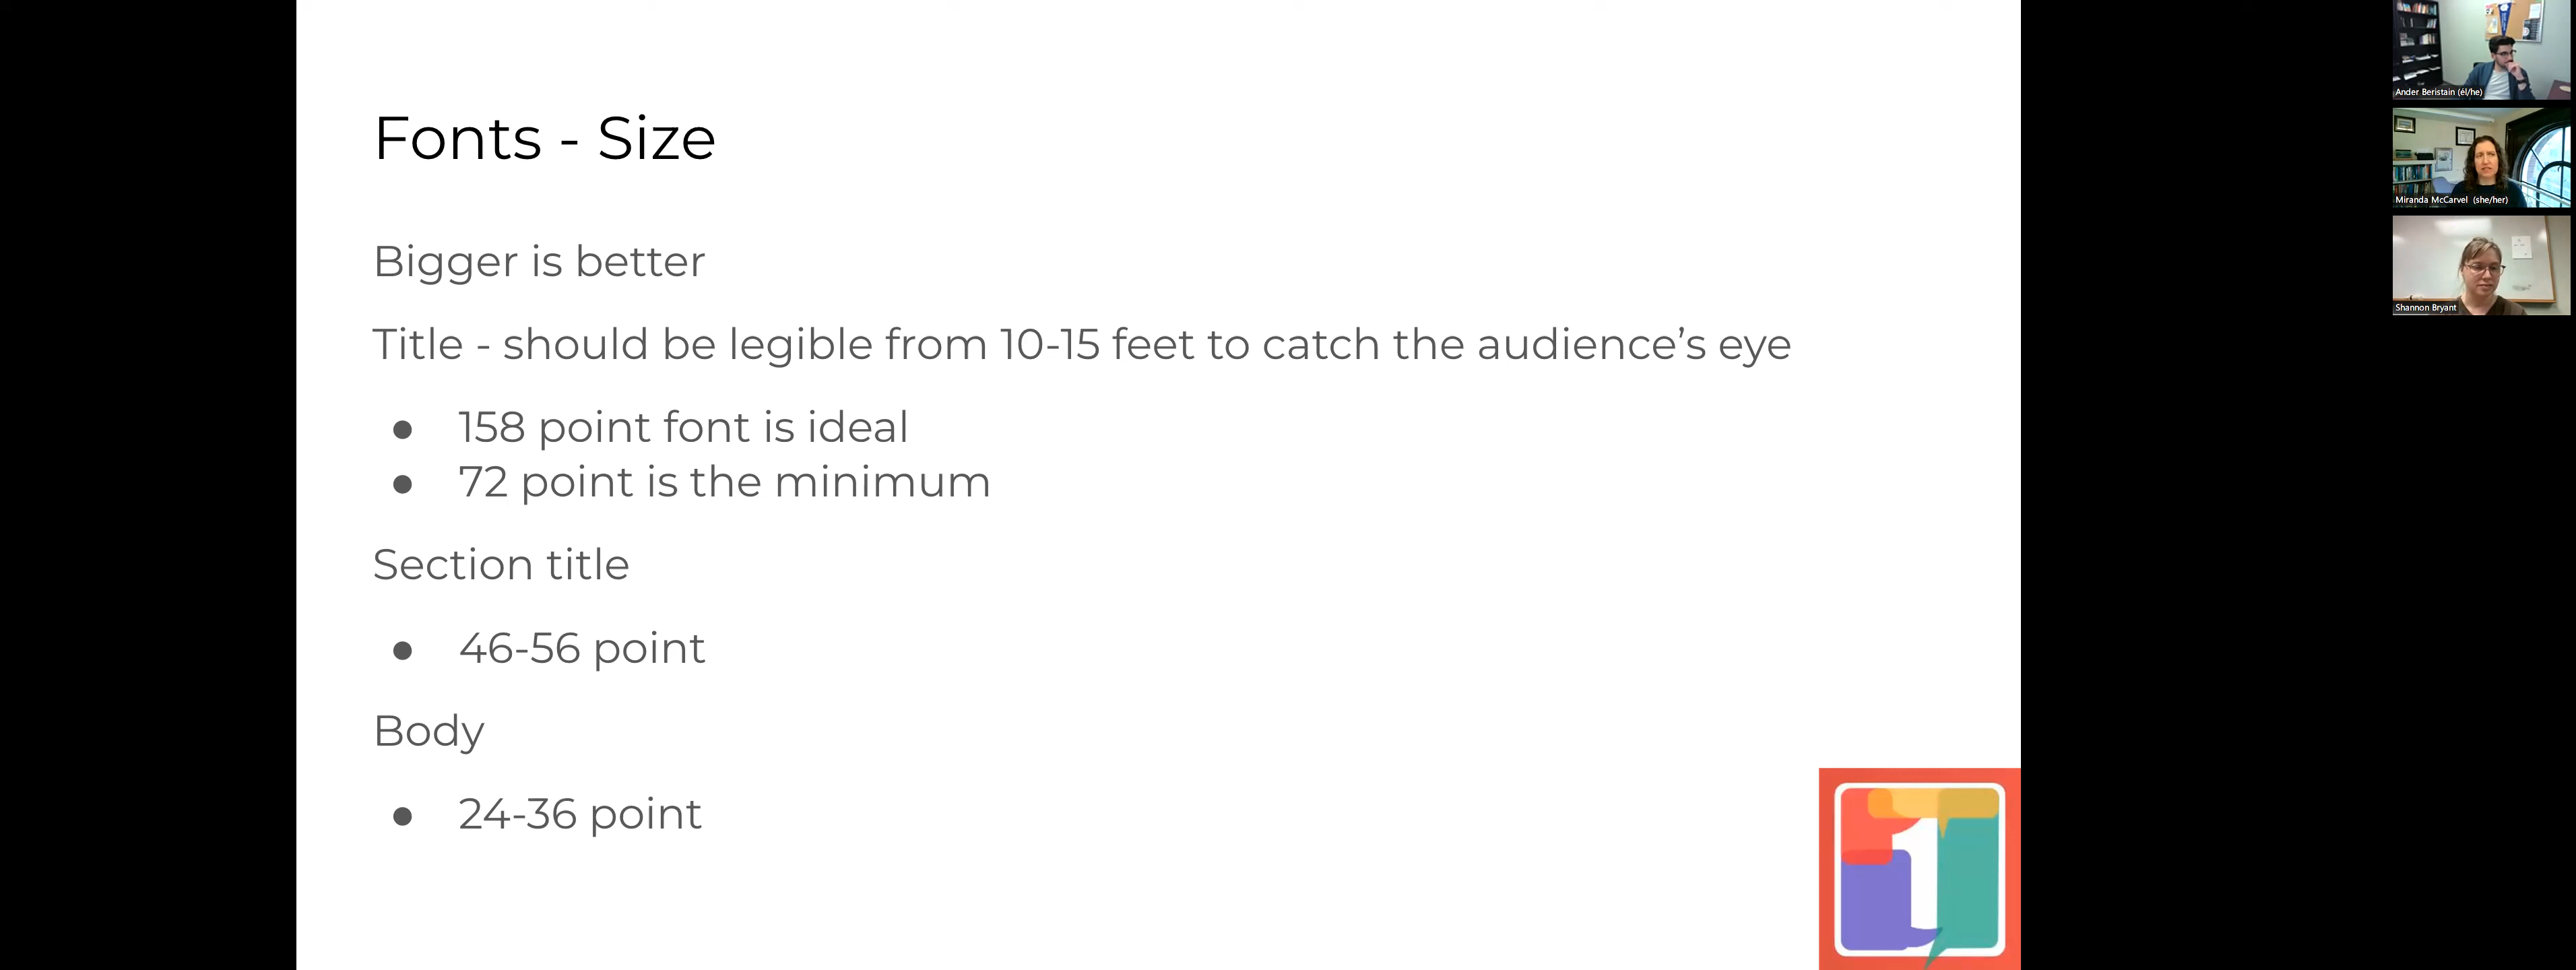 Fonts - Size
Bigger is better
Title - should be legible from 10-15 feet to catch the audience’s eye
● 158 point font is ideal
● 72 point is the minimum
Section title
● 46-56 point
Body
● 24-36 point
1
Ander Beristain (él/he)
Miranda McCarvel (she/her)
Shannon Bryant